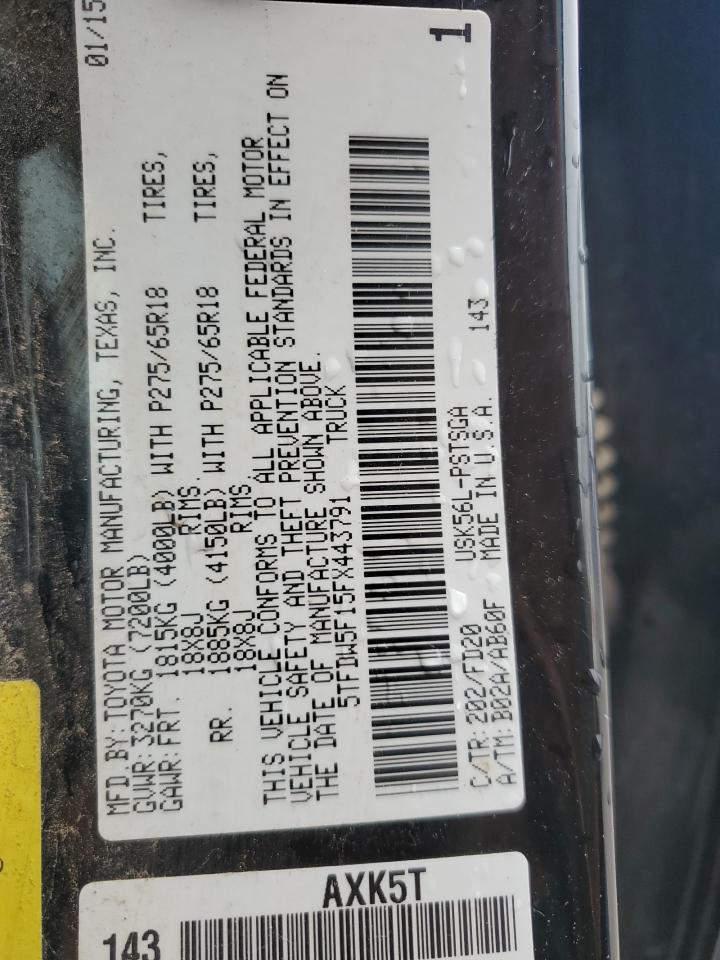 MFD.BY:TOYOTA MOTOR MANUFACTURING, TEXAS, INC. 01/15
GVWR:3270KG (7200LB)
GAWR:FRT. 1815KG (4000LB) WITH P275/65R18 TIRES,
18X8J RIMS.
RR. 1885KG (4150LB) WITH P275/65R18 TIRES,
18X8J RIMS.
THIS VEHICLE CONFORMS TO ALL APPLICABLE FEDERAL MOTOR
VEHICLE SAFETY AND THEFT PREVENTION STANDARDS IN EFFECT ON
THE DATE OF MANUFACTURE SHOWN ABOVE.
5TFDW5F15FX443791 TRUCK
1
C/TR:202/FD20 USK56L-PSTSGA 143
A/TM:B02A/AB60F MADE IN U.S.A.
AXK5T
143